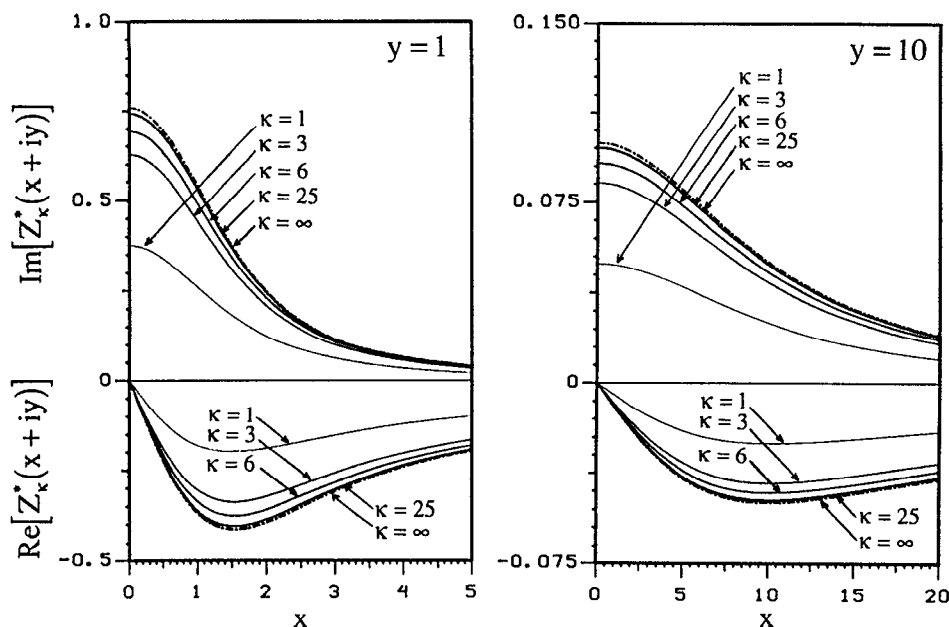 Im[Z*κ(x + iy)]
Re[Z*κ(x + iy)]
1.0
0.5
0
-0.5
y = 1
κ = 1
κ = 3
κ = 6
κ = 25
κ = ∞
κ = 1
κ = 3
κ = 6
κ = 25
κ = ∞
0 1 2 3 4 5
x
0.150
0.075
0
-0.075
y = 10
κ = 1
κ = 3
κ = 6
κ = 25
κ = ∞
κ = 1
κ = 3
κ = 6
κ = 25
κ = ∞
0 5 10 15 20
x